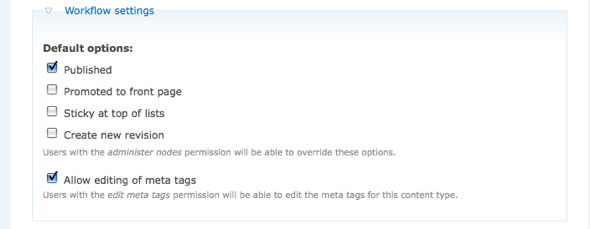 Workflow settings
Default options:
Published
Promoted to front page
Sticky at top of lists
Create new revision
Users with the administer nodes permission will be able to override these options.
Allow editing of meta tags
Users with the edit meta tags permission will be able to edit the meta tags for this content type.